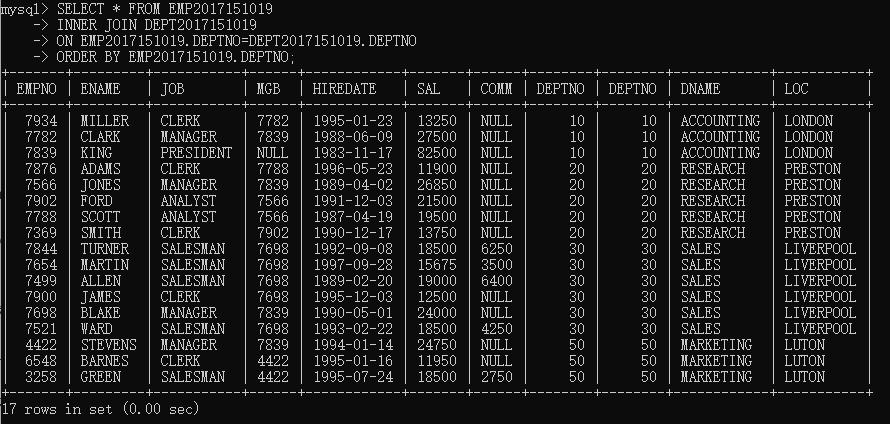 mysql> SELECT * FROM EMP2017151019
-> INNER JOIN DEPT2017151019
-> ON EMP2017151019.DEPTNO=DEPT2017151019.DEPTNO
-> ORDER BY EMP2017151019.DEPTNO;
| EMPNO | ENAME | JOB | MGB | HIREDATE | SAL | COMM | DEPTNO | DEPTNO | DNAME | LOC |
| 7934 | MILLER | CLERK | 7782 | 1995-01-23 | 13250 | NULL | 10 | 10 | ACCOUNTING | LONDON |
| 7782 | CLARK | MANAGER | 7839 | 1988-06-09 | 27500 | NULL | 10 | 10 | ACCOUNTING | LONDON |
| 7839 | KING | PRESIDENT | NULL | 1983-11-17 | 82500 | NULL | 10 | 10 | ACCOUNTING | LONDON |
| 7876 | ADAMS | CLERK | 7788 | 1996-05-23 | 11900 | NULL | 20 | 20 | RESEARCH | PRESTON |
| 7566 | JONES | MANAGER | 7839 | 1989-04-02 | 26850 | NULL | 20 | 20 | RESEARCH | PRESTON |
| 7902 | FORD | ANALYST | 7566 | 1991-12-03 | 21500 | NULL | 20 | 20 | RESEARCH | PRESTON |
| 7788 | SCOTT | ANALYST | 7566 | 1987-04-19 | 19500 | NULL | 20 | 20 | RESEARCH | PRESTON |
| 7369 | SMITH | CLERK | 7902 | 1990-12-17 | 13750 | NULL | 20 | 20 | RESEARCH | PRESTON |
| 7844 | TURNER | SALESMAN | 7698 | 1992-09-08 | 18500 | 6250 | 30 | 30 | SALES | LIVERPOOL |
| 7654 | MARTIN | SALESMAN | 7698 | 1997-09-28 | 15675 | 3500 | 30 | 30 | SALES | LIVERPOOL |
| 7499 | ALLEN | SALESMAN | 7698 | 1989-02-20 | 19000 | 6400 | 30 | 30 | SALES | LIVERPOOL |
| 7900 | JAMES | CLERK | 7698 | 1995-12-03 | 12500 | NULL | 30 | 30 | SALES | LIVERPOOL |
| 7698 | BLAKE | MANAGER | 7839 | 1990-05-01 | 24000 | NULL | 30 | 30 | SALES | LIVERPOOL |
| 7521 | WARD | SALESMAN | 7698 | 1993-02-22 | 18500 | 4250 | 30 | 30 | SALES | LIVERPOOL |
| 4422 | STEVENS | MANAGER | 7839 | 1994-01-14 | 24750 | NULL | 50 | 50 | MARKETING | LUTON |
| 6548 | BARNES | CLERK | 4422 | 1995-01-16 | 11950 | NULL | 50 | 50 | MARKETING | LUTON |
| 3258 | GREEN | SALESMAN | 4422 | 1995-07-24 | 18500 | 2750 | 50 | 50 | MARKETING | LUTON |
17 rows in set (0.00 sec)